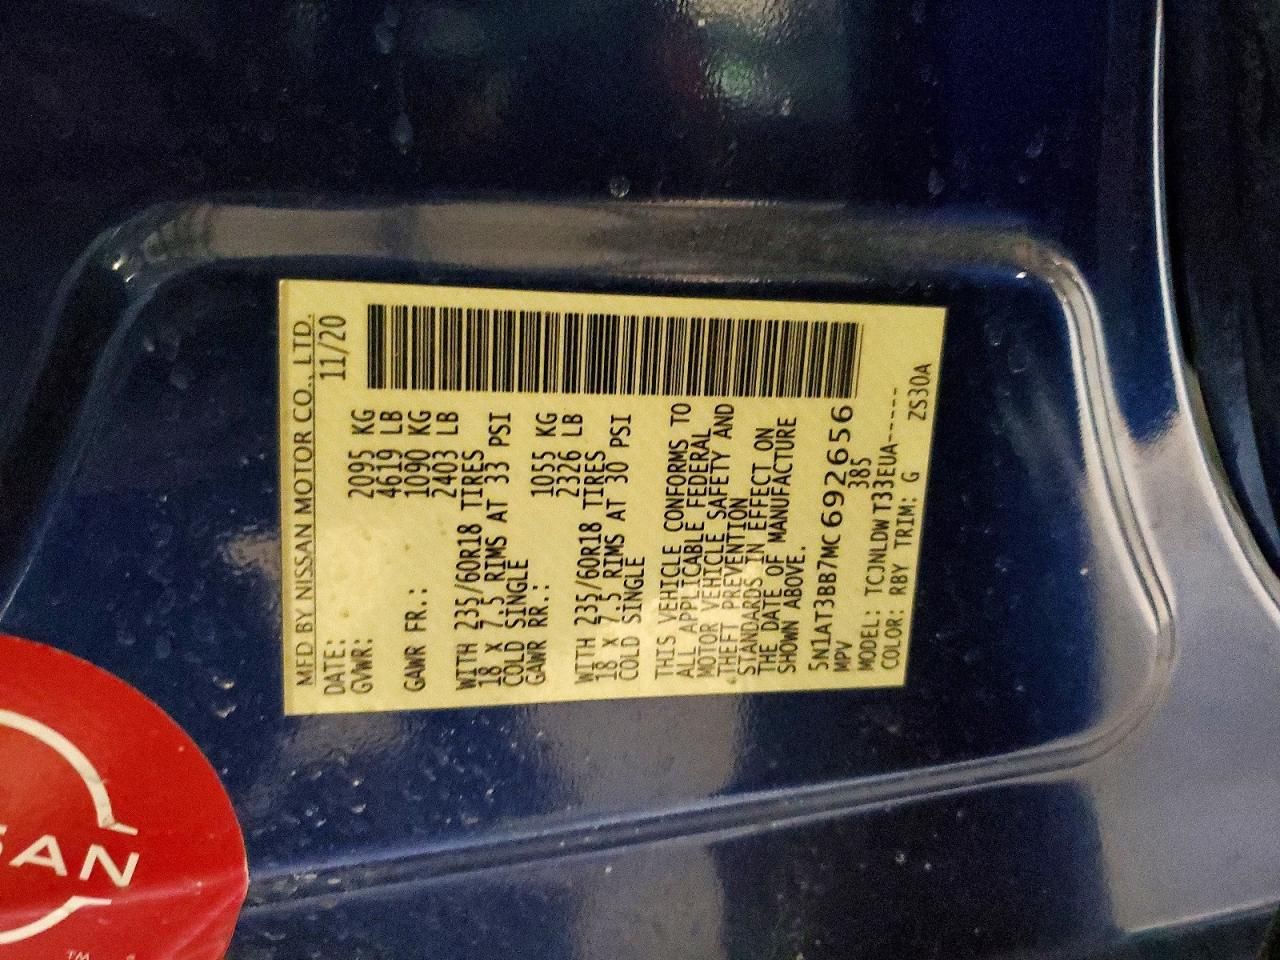 MFD BY NISSAN MOTOR CO., LTD.
DATE: 11/20
GVWR: 2095 KG
4619 LB
GAWR FR.: 1090 KG
2403 LB
WITH 235/60R18 TIRES
18 X 7.5 RIMS AT 33 PSI
COLD SINGLE
GAWR RR.: 1055 KG
2326 LB
WITH 235/60R18 TIRES
18 X 7.5 RIMS AT 30 PSI
COLD SINGLE
THIS VEHICLE CONFORMS TO
ALL APPLICABLE FEDERAL
MOTOR VEHICLE SAFETY AND
THEFT PREVENTION
STANDARDS IN EFFECT ON
THE DATE OF MANUFACTURE
SHOWN ABOVE.
5N1AT3BB7MC692656
MPV 385
MODEL: TCJNLDWT33EUA-----
COLOR: RBY TRIM: G ZS30A
SAN
TM